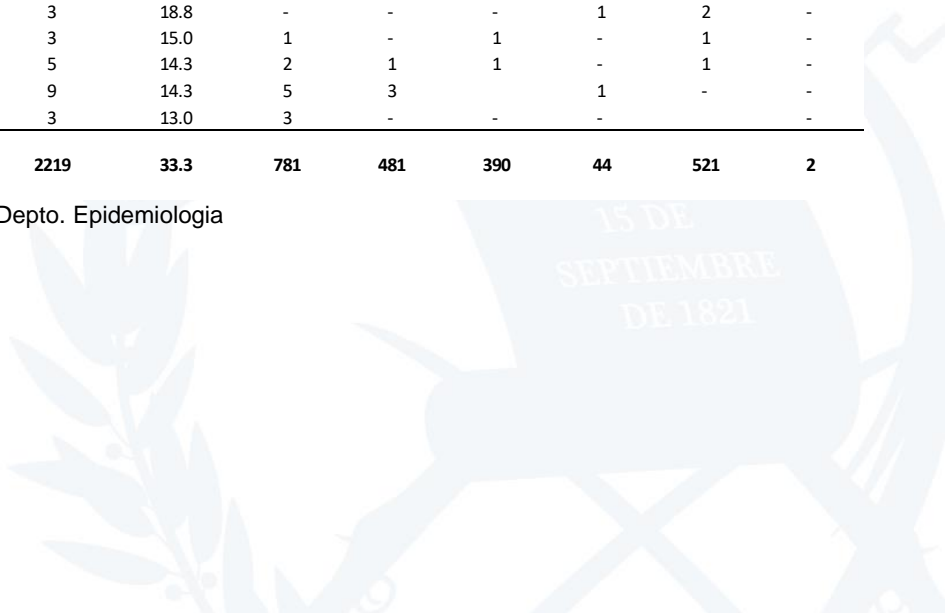 3 18.8 - - - 1 2 -
3 15.0 1 - 1 - 1 -
5 14.3 2 1 1 - 1 -
9 14.3 5 3 1 - -
3 13.0 3 - - - -
2219 33.3 781 481 390 44 521 2
Depto. Epidemiologia
15 DE
SEPTIEMBRE
DE 1821